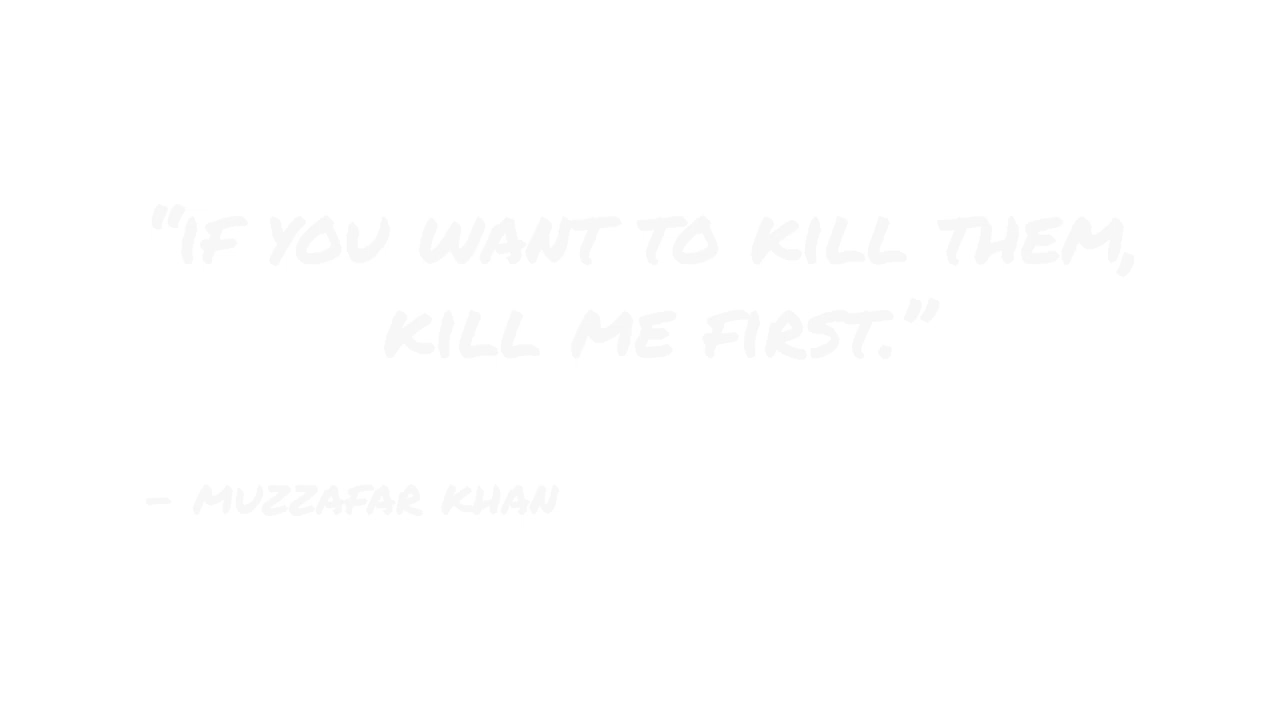 “IF YOU WANT TO KILL THEM,
KILL ME FIRST.”
- MUZZAFAR KHAN